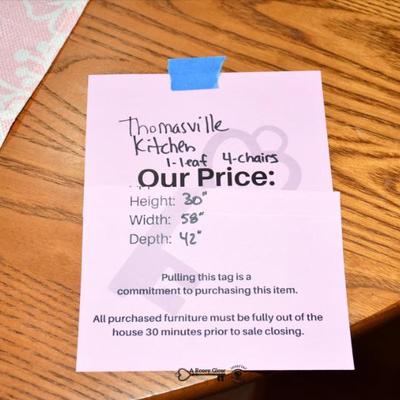 Thomasville
Kitchen
1-leaf 4-chairs
Our Price:
Height: 30"
Width: 58"
Depth: 42"
Pulling this tag is a
commitment to purchasing this item.
All purchased furniture must be fully out of the
house 30 minutes prior to sale closing.